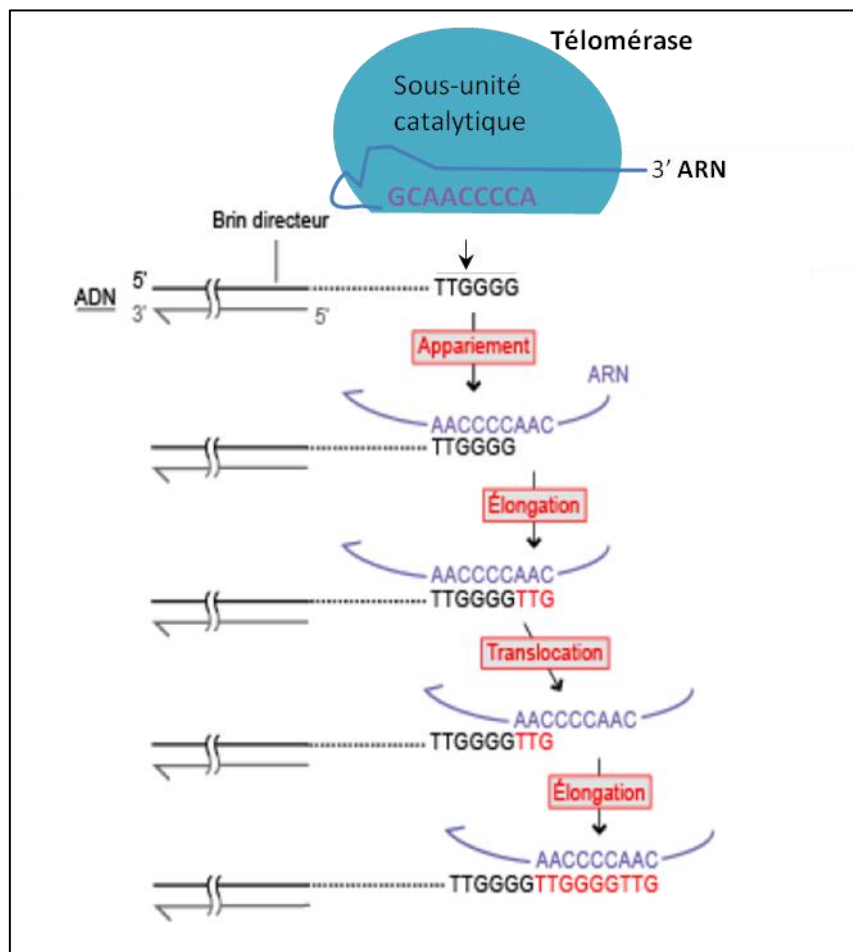 Télomérase
Sous-unité
catalytique
3' ARN
GCAACCCCA
Brin directeur
5'
TTGGGG
ADN
3'
5'
Appariement
ARN
AACCCCAAC
TTGGGG
Élongation
AACCCCAAC
TTGGGGTTG
Translocation
AACCCCAAC
TTGGGGTTG
Élongation
AACCCCAAC
TTGGGGTTGGGGTTG